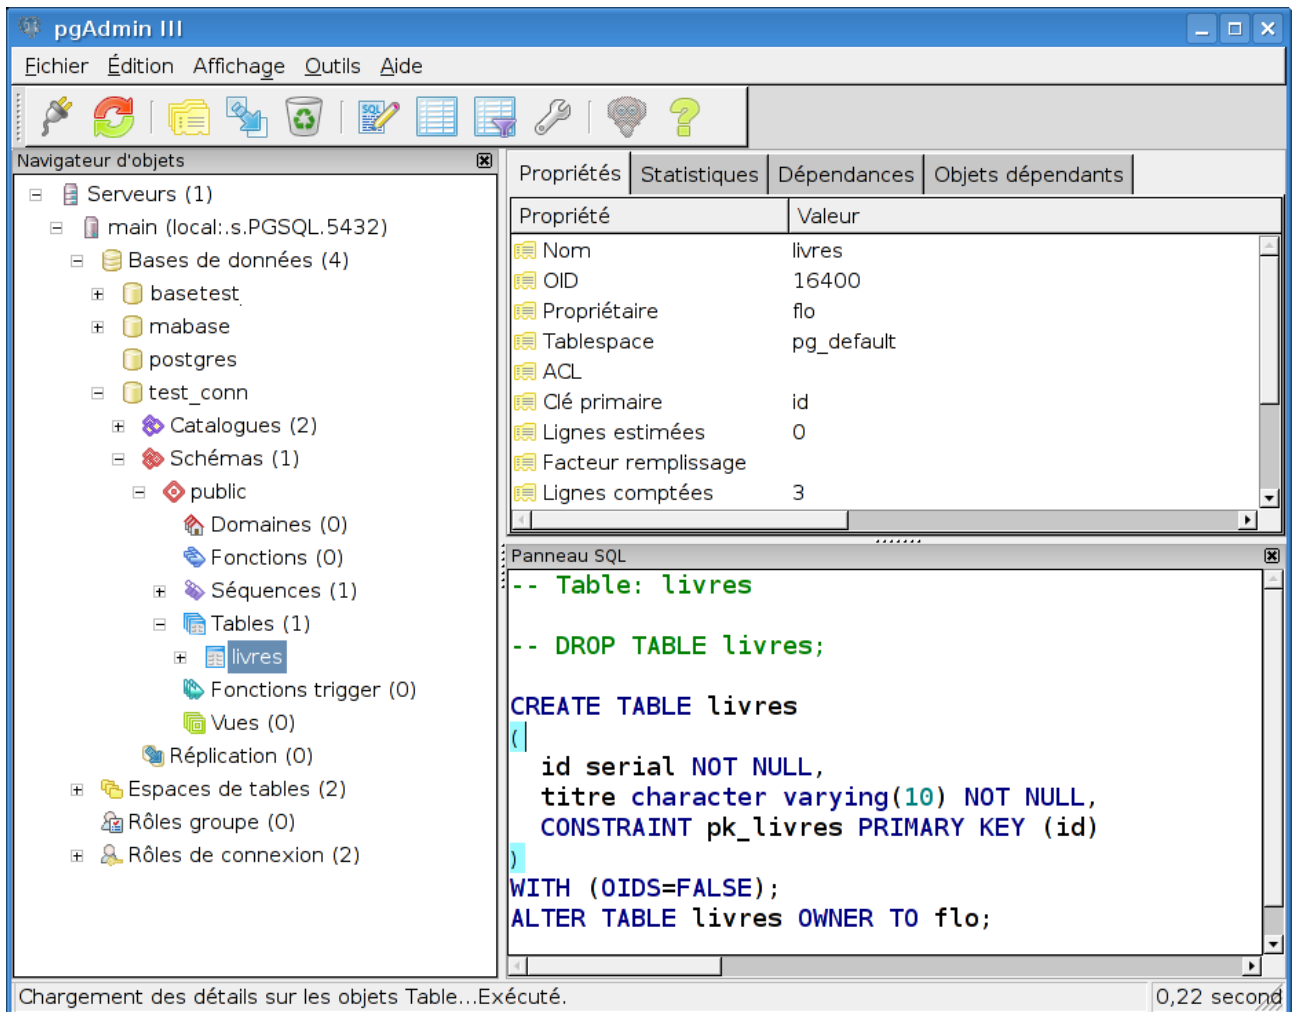 pgAdmin III
Fichier Édition Affichage Outils Aide
SQL
Navigateur d'objets
Serveurs (1)
main (local:.s.PGSQL.5432)
Bases de données (4)
basetest
mabase
postgres
test_conn
Catalogues (2)
Schémas (1)
public
Domaines (0)
Fonctions (0)
Séquences (1)
Tables (1)
livres
Fonctions trigger (0)
Vues (0)
Réplication (0)
Espaces de tables (2)
Rôles groupe (0)
Rôles de connexion (2)
Propriétés Statistiques Dépendances Objets dépendants
Propriété Valeur
Nom livres
OID 16400
Propriétaire flo
Tablespace pg_default
ACL
Clé primaire id
Lignes estimées 0
Facteur remplissage
Lignes comptées 3
Panneau SQL
-- Table: livres
-- DROP TABLE livres;
CREATE TABLE livres
(
id serial NOT NULL,
titre character varying(10) NOT NULL,
CONSTRAINT pk_livres PRIMARY KEY (id)
)
WITH (OIDS=FALSE);
ALTER TABLE livres OWNER TO flo;
Chargement des détails sur les objets Table...Exécuté.
0,22 second